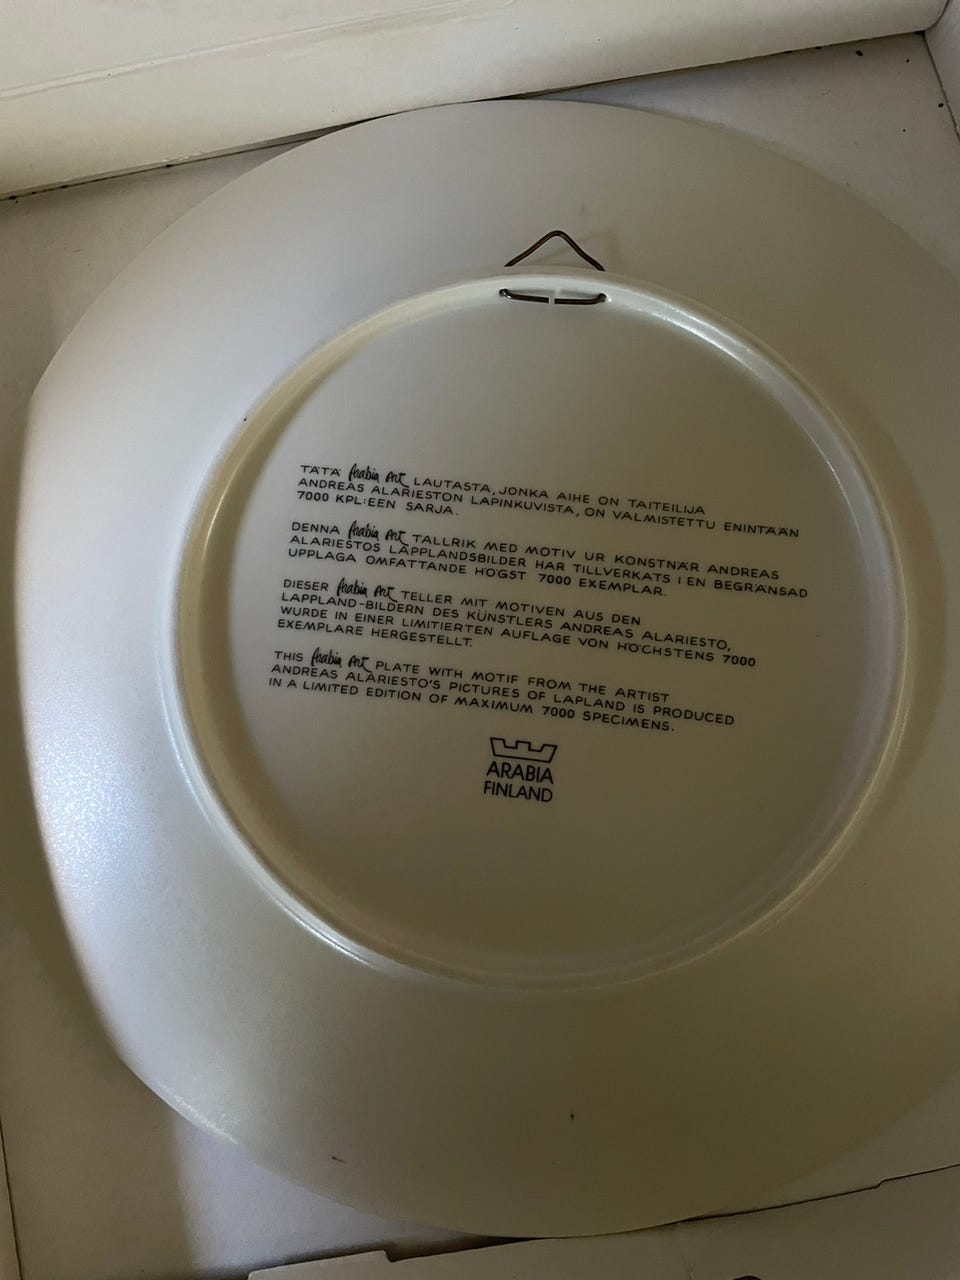 TÄTÄ Arabia Art LAUTASTA, JONKA AIHE ON TAITEILIJA
ANDREAS ALARIESTON LAPINKUVISTA, ON VALMISTETTU ENINTÄÄN
7000 KPL:EEN SARJA.
DENNA Arabia Art TALLRIK MED MOTIV UR KONSTNÄR ANDREAS
ALARIESTOS LAPPLANDSBILDER HAR TILLVERKATS I EN BEGRÄNSAD
UPPLAGA OMFATTANDE HÖGST 7000 EXEMPLAR.
DIESER Arabia Art TELLER MIT MOTIVEN AUS DEN
LAPPLAND-BILDERN DES KÜNSTLERS ANDREAS ALARIESTO,
WURDE IN EINER LIMITIERTEN AUFLAGE VON HÖCHSTENS 7000
EXEMPLARE HERGESTELLT.
THIS Arabia Art PLATE WITH MOTIF FROM THE ARTIST
ANDREAS ALARIESTO'S PICTURES OF LAPLAND IS PRODUCED
IN A LIMITED EDITION OF MAXIMUM 7000 SPECIMENS.
ARABIA
FINLAND